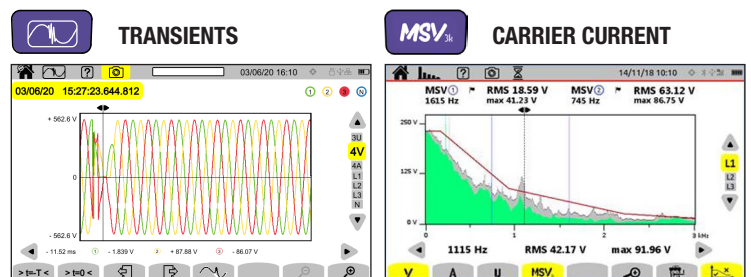 TRANSIENTS
?
03/06/20 16:10
03/06/20 15:27:23.644.812
1 2 3 N
+ 562.6 V
0
- 562.6 V
3U
4V
4A
L1
L2
L3
N
- 11.52 ms 1 - 1.839 V 2 + 87.88 V 3 - 86.07 V
>t=-T< >t=0<
MSV3k
CARRIER CURRENT
?
14/11/18 10:10
MSV1 RMS 18.59 V MSV2 RMS 63.12 V
1615 Hz max 41.23 V 745 Hz max 86.75 V
250 V
125 V
0 V
0 1 2 3 kHz
L1
L2
L3
1115 Hz RMS 42.17 V max 91.96 V
V A U MSV.